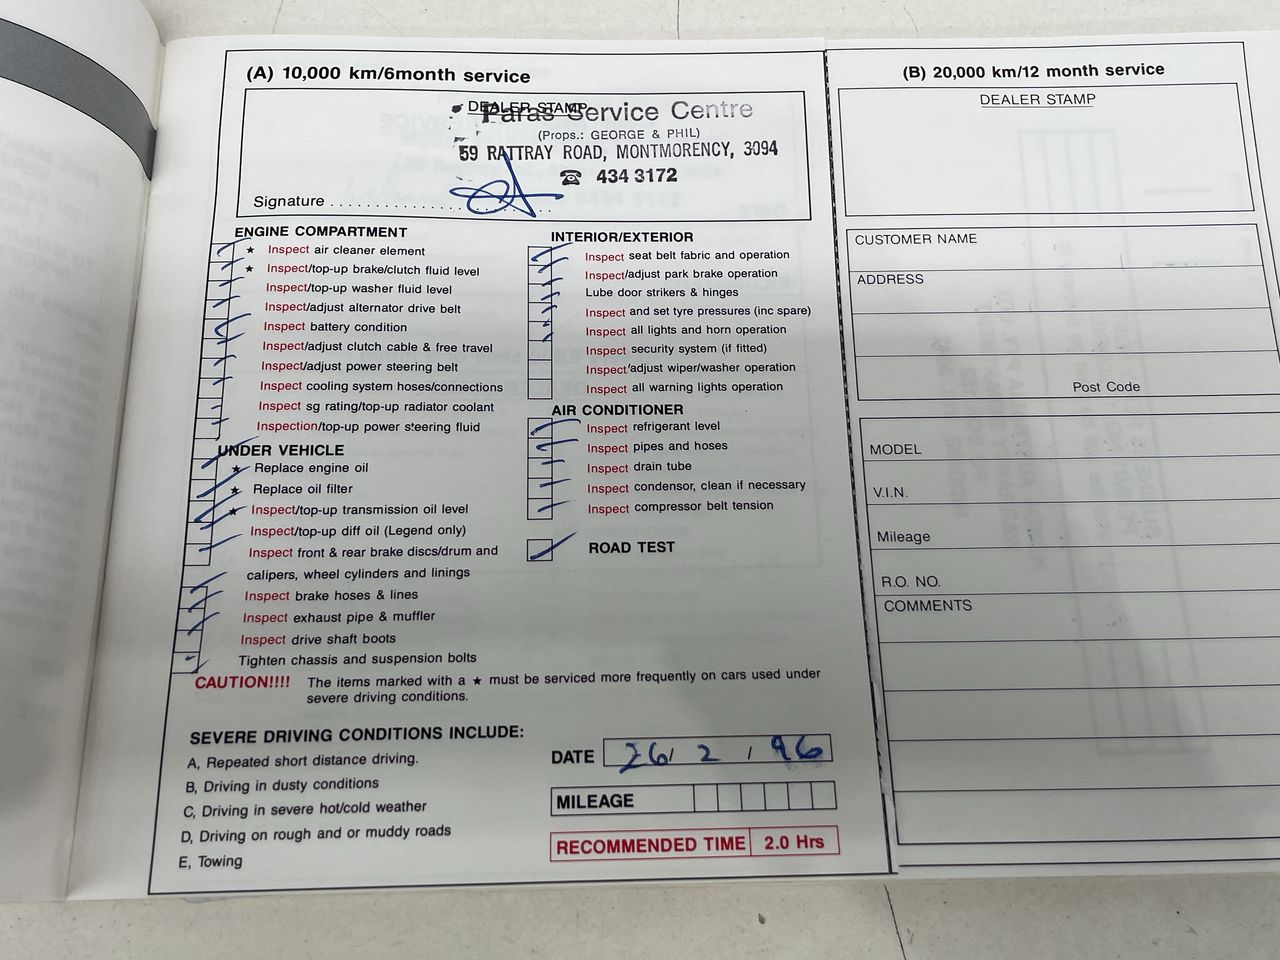 (A) 10,000 km/6month service
DEALER STAMP
Paras Service Centre
(Props.: GEORGE & PHIL)
59 RATTRAY ROAD, MONTMORENCY, 3094
☎ 434 3172
Signature
ENGINE COMPARTMENT
★ Inspect air cleaner element
★ Inspect/top-up brake/clutch fluid level
Inspect/top-up washer fluid level
Inspect/adjust alternator drive belt
Inspect battery condition
Inspect/adjust clutch cable & free travel
Inspect/adjust power steering belt
Inspect cooling system hoses/connections
Inspect sg rating/top-up radiator coolant
Inspection/top-up power steering fluid
UNDER VEHICLE
★ Replace engine oil
★ Replace oil filter
★ Inspect/top-up transmission oil level
Inspect/top-up diff oil (Legend only)
Inspect front & rear brake discs/drum and
calipers, wheel cylinders and linings
Inspect brake hoses & lines
Inspect exhaust pipe & muffler
Inspect drive shaft boots
Tighten chassis and suspension bolts
INTERIOR/EXTERIOR
Inspect seat belt fabric and operation
Inspect/adjust park brake operation
Lube door strikers & hinges
Inspect and set tyre pressures (inc spare)
Inspect all lights and horn operation
Inspect security system (if fitted)
Inspect/adjust wiper/washer operation
Inspect all warning lights operation
AIR CONDITIONER
Inspect refrigerant level
Inspect pipes and hoses
Inspect drain tube
Inspect condensor, clean if necessary
Inspect compressor belt tension
ROAD TEST
CAUTION!!!! The items marked with a ★ must be serviced more frequently on cars used under
severe driving conditions.
SEVERE DRIVING CONDITIONS INCLUDE:
A, Repeated short distance driving.
B, Driving in dusty conditions
C, Driving in severe hot/cold weather
D, Driving on rough and or muddy roads
E, Towing
DATE 26/ 2 / 96
MILEAGE
RECOMMENDED TIME 2.0 Hrs
(B) 20,000 km/12 month service
DEALER STAMP
CUSTOMER NAME
ADDRESS
Post Code
MODEL
V.I.N.
Mileage
R.O. NO.
COMMENTS